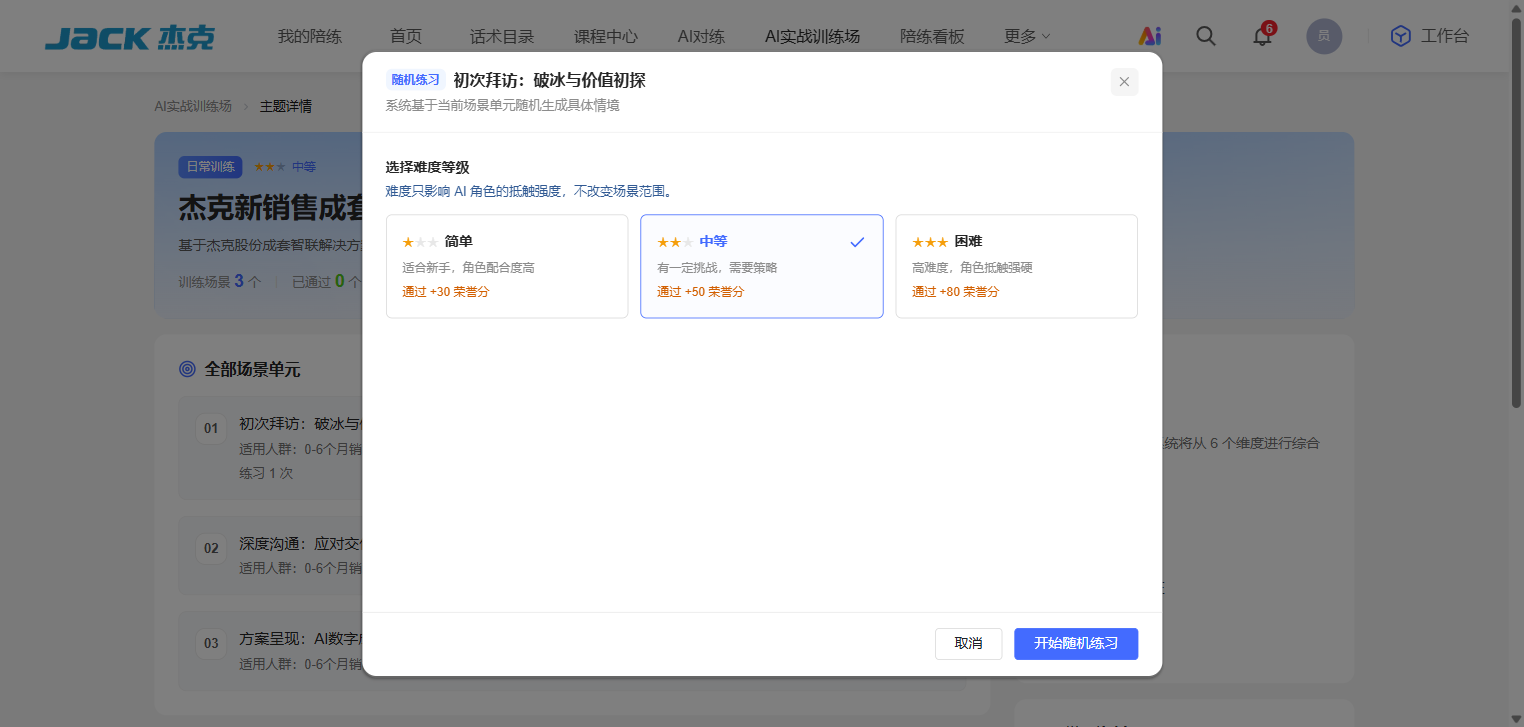 JACK 杰克
我的陪练
首页
话术目录
课程中心
AI对练
AI实战训练场
陪练看板
更多
Ai
6
员
工作台
AI实战训练场 › 主题详情
日常训练
中等
杰克新销售成套
基于杰克股份成套智联解决方
训练场景 3 个
已通过 0 个
全部场景单元
01
初次拜访：破冰与
适用人群：0-6个月销
练习 1 次
02
深度沟通：应对交
适用人群：0-6个月销
03
方案呈现：AI数字
适用人群：0-6个月销
统将从 6 个维度进行综合
随机练习
初次拜访：破冰与价值初探
系统基于当前场景单元随机生成具体情境
选择难度等级
难度只影响 AI 角色的抵触强度，不改变场景范围。
★★★ 简单
适合新手，角色配合度高
通过 +30 荣誉分
★★★ 中等
有一定挑战，需要策略
通过 +50 荣誉分
★★★ 困难
高难度，角色抵触强硬
通过 +80 荣誉分
取消
开始随机练习